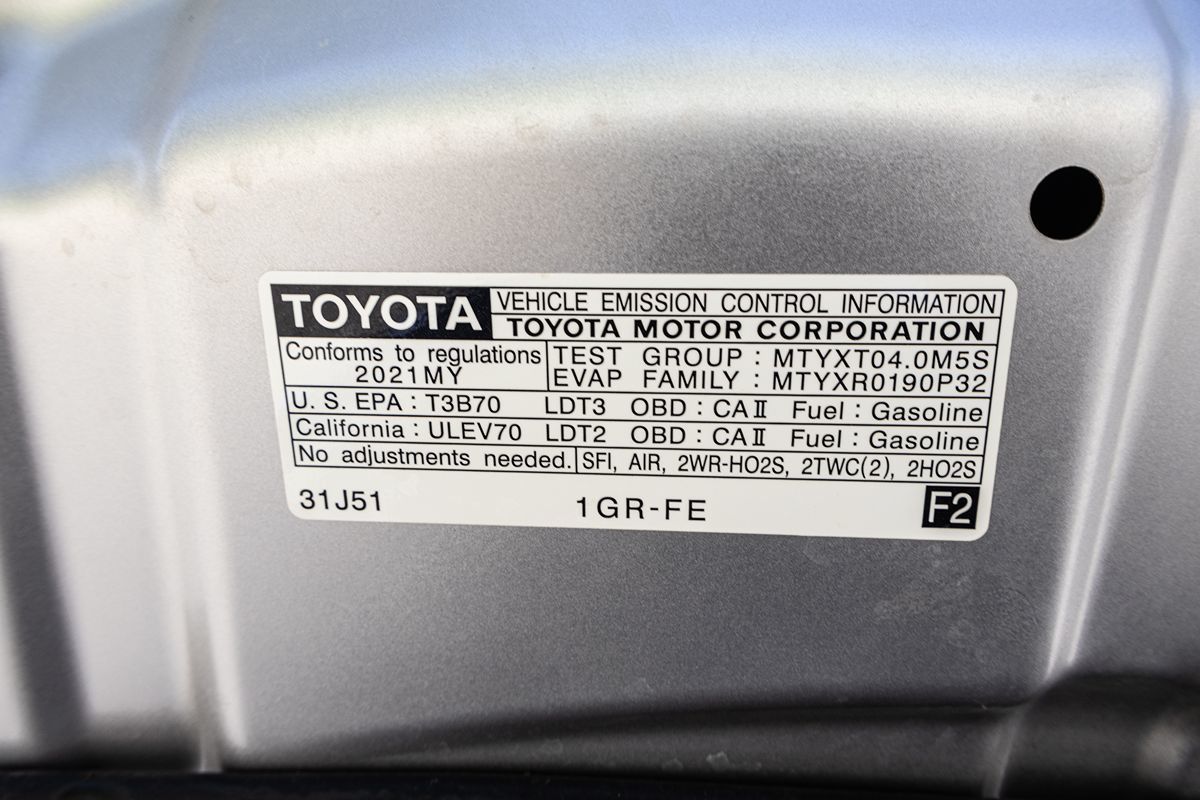 TOYOTA VEHICLE EMISSION CONTROL INFORMATION
TOYOTA MOTOR CORPORATION
Conforms to regulations
2021MY
TEST GROUP : MTYXT04.0M5S
EVAP FAMILY : MTYXR0190P32
U. S. EPA : T3B70 LDT3 OBD : CAⅡ Fuel : Gasoline
California : ULEV70 LDT2 OBD : CAⅡ Fuel : Gasoline
No adjustments needed. SFI, AIR, 2WR-HO2S, 2TWC(2), 2HO2S
31J51 1GR-FE F2